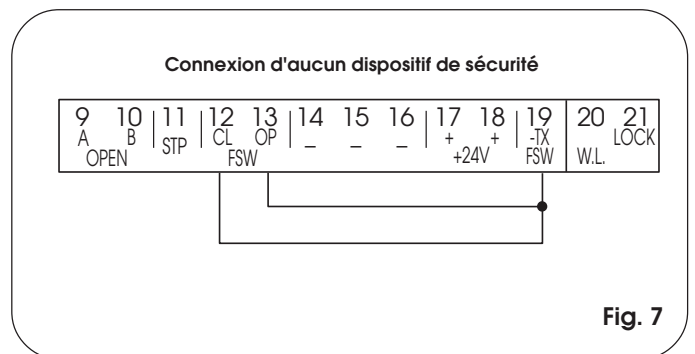 Connexion d'aucun dispositif de sécurité
9 10 11 12 13 14 15 16 17 18 19 20 21
A B STP CL OP _ _ _ + + -TX LOCK
OPEN FSW +24V FSW W.L.
Fig. 7